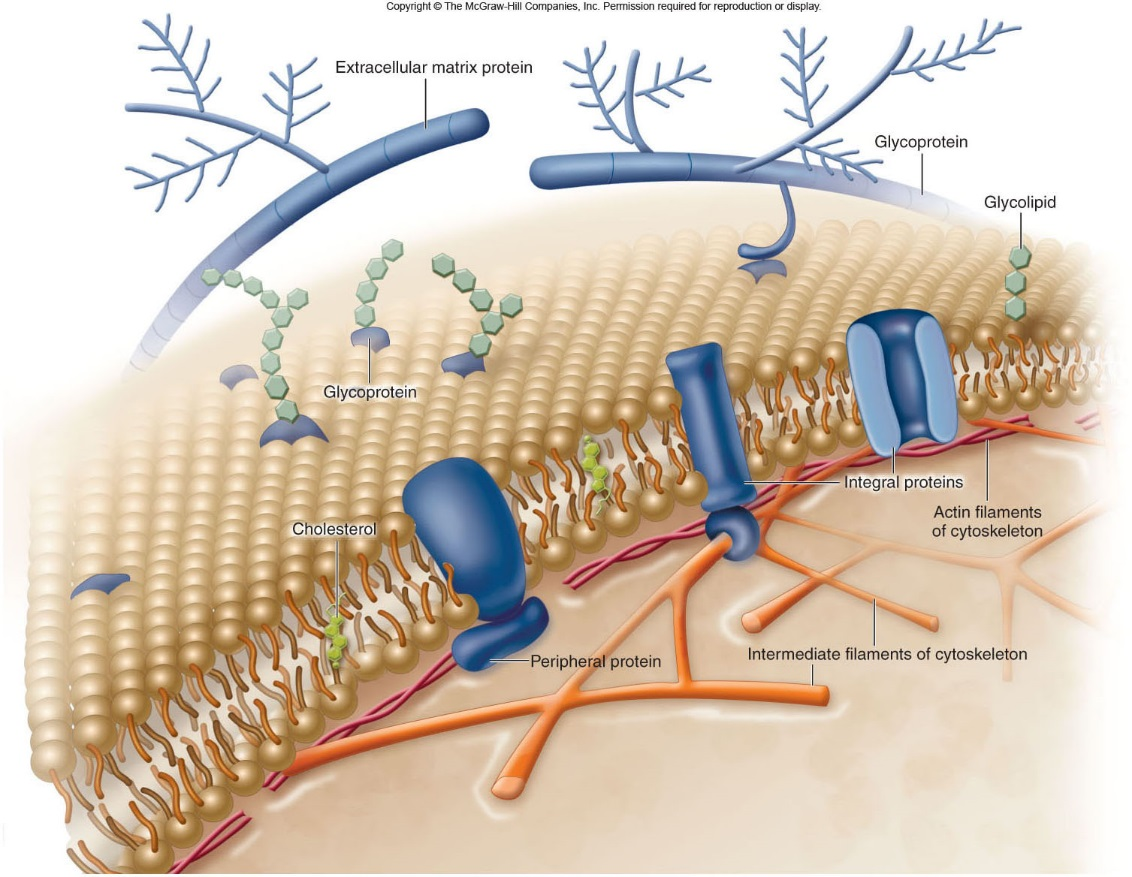 Copyright © The McGraw-Hill Companies, Inc. Permission required for reproduction or display.
Extracellular matrix protein
Glycoprotein
Glycolipid
Glycoprotein
Integral proteins
Actin filaments
of cytoskeleton
Cholesterol
Intermediate filaments of cytoskeleton
Peripheral protein